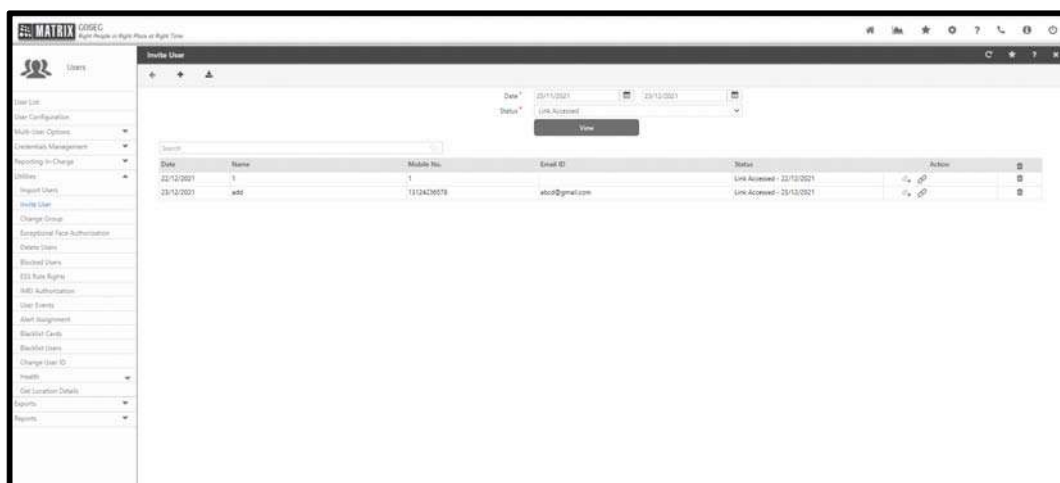 MATRIX COSEC
Right People in Right Place at Right Time
Users
Invite User
User List
User Configuration
Multi-User Options
Credentials Management
Reporting In-Charge
Utilities
Import Users
Invite User
Change Group
Exceptional Face Authorization
Delete Users
Blocked Users
ESS Role Rights
IMEI Authorization
User Events
Alert Assignment
Blacklist Cards
Blacklist Users
Change User ID
Health
Get Location Details
Exports
Reports
Date * 23/12/2021
Status * Link Accessed
View
Search
Date Name Mobile No. Email ID Status Action
22/12/2021 1 1 Link Accessed - 22/12/2021
23/12/2021 add abcd@gmail.com Link Accessed - 23/12/2021